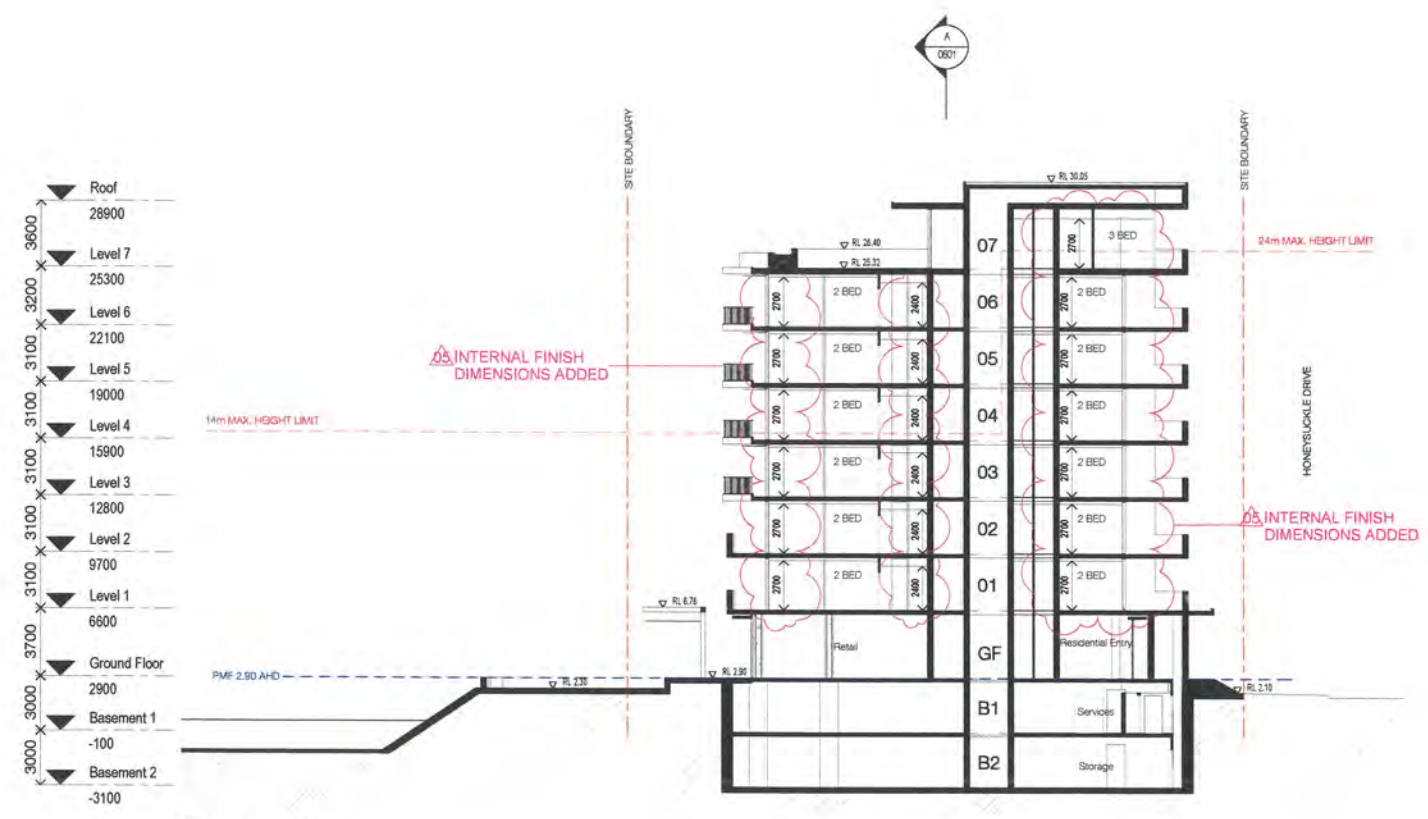 A
0601
SITE BOUNDARY
SITE BOUNDARY
Roof
28900
3600
Level 7
25300
3200
Level 6
22100
3100
Level 5
19000
3100
Level 4
15900
3100
Level 3
12800
3100
Level 2
9700
3100
Level 1
6600
3700
Ground Floor
2900
3000
Basement 1
-100
3000
Basement 2
-3100
RL 30.05
24m MAX. HEIGHT LIMIT
07
2700
3 BED
RL 26.40
RL 25.32
2700
2 BED
2400
06
2700
2 BED
05 INTERNAL FINISH
DIMENSIONS ADDED
2700
2 BED
2400
05
2700
2 BED
14m MAX. HEIGHT LIMIT
2700
2 BED
2400
04
2700
2 BED
HONEYSUCKLE DRIVE
2700
2 BED
2400
03
2700
2 BED
2700
2 BED
2400
02
2700
2 BED
05 INTERNAL FINISH
DIMENSIONS ADDED
2700
2 BED
2400
01
2700
2 BED
RL 6.76
Retail
GF
Residential Entry
PMF 2.90 AHD
RL 2.30
RL 2.90
RL 2.10
B1
Services
B2
Storage